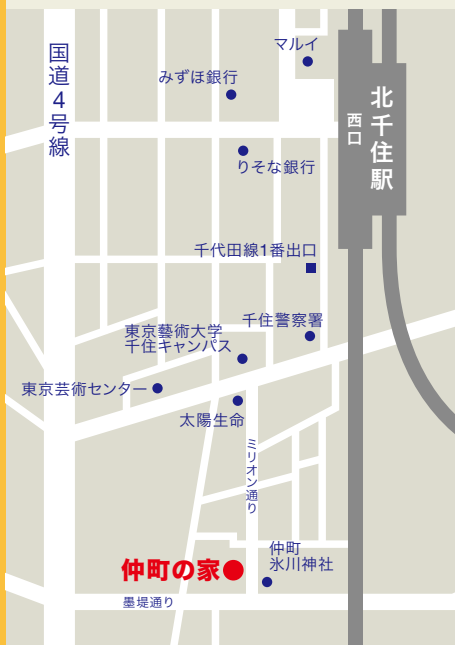 国道4号線
マルイ
みずほ銀行
北千住駅
西口
りそな銀行
千代田線1番出口
千住警察署
東京藝術大学
千住キャンパス
東京芸術センター
太陽生命
ミリオン通り
仲町
氷川神社
仲町の家
墨堤通り